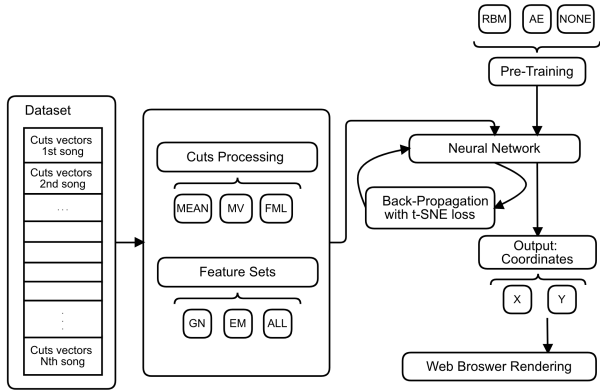 RBM AE NONE
Pre-Training
Dataset
Cuts vectors
1st song
Cuts vectors
2nd song
. . .
.
.
.
Cuts vectors
Nth song
Cuts Processing
MEAN MV FML
Feature Sets
GN EM ALL
Neural Network
Back-Propagation
with t-SNE loss
Output:
Coordinates
X Y
Web Broswer Rendering